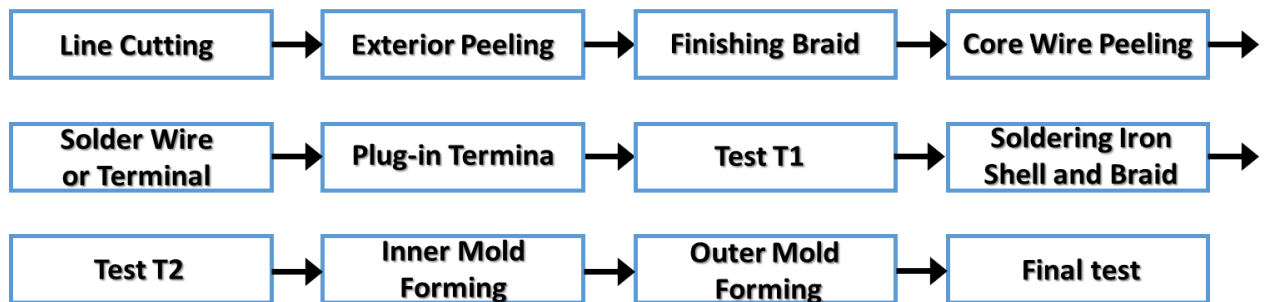 Line Cutting
Exterior Peeling
Finishing Braid
Core Wire Peeling
Solder Wire
or Terminal
Plug-in Termina
Test T1
Soldering Iron
Shell and Braid
Test T2
Inner Mold
Forming
Outer Mold
Forming
Final test